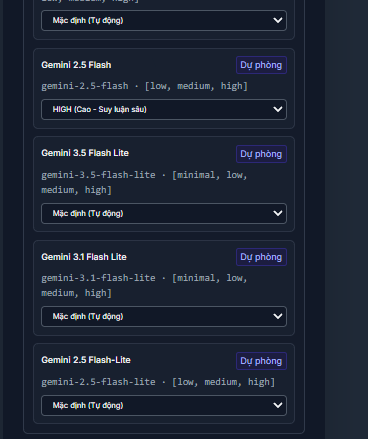 Mặc định (Tự động)
Gemini 2.5 Flash
Dự phòng
gemini-2.5-flash · [low, medium, high]
HIGH (Cao - Suy luận sâu)
Gemini 3.5 Flash Lite
Dự phòng
gemini-3.5-flash-lite · [minimal, low,
medium, high]
Mặc định (Tự động)
Gemini 3.1 Flash Lite
Dự phòng
gemini-3.1-flash-lite · [minimal, low,
medium, high]
Mặc định (Tự động)
Gemini 2.5 Flash-Lite
Dự phòng
gemini-2.5-flash-lite · [low, medium, high]
Mặc định (Tự động)